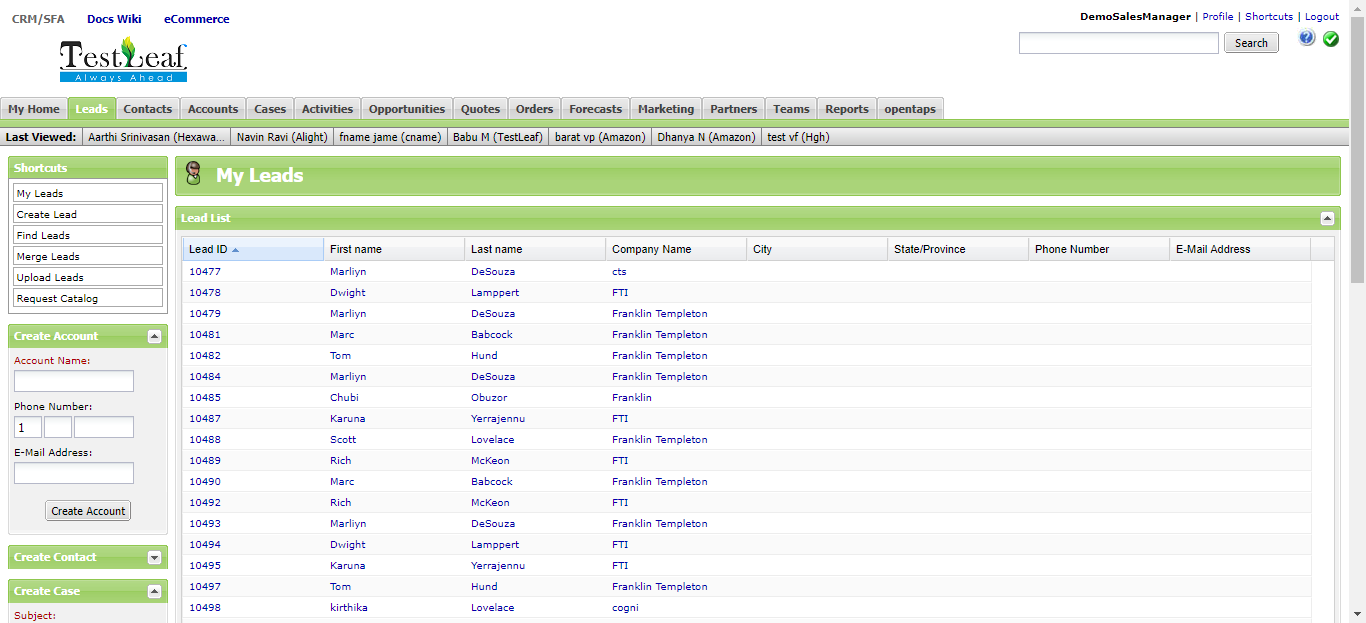 CRM/SFA Docs Wiki eCommerce
DemoSalesManager | Profile | Shortcuts | Logout
TestLeaf
Always Ahead
Search
My Home Leads Contacts Accounts Cases Activities Opportunities Quotes Orders Forecasts Marketing Partners Teams Reports opentaps
Last Viewed: Aarthi Srinivasan (Hexawa... Navin Ravi (Alight) fname jame (cname) Babu M (TestLeaf) barat vp (Amazon) Dhanya N (Amazon) test vf (Hgh)
Shortcuts
My Leads
Create Lead
Find Leads
Merge Leads
Upload Leads
Request Catalog
Create Account
Account Name:
Phone Number:
1
E-Mail Address:
Create Account
Create Contact
Create Case
Subject:
My Leads
Lead List
Lead ID First name Last name Company Name City State/Province Phone Number E-Mail Address
10477 Marliyn DeSouza cts
10478 Dwight Lamppert FTI
10479 Marliyn DeSouza Franklin Templeton
10481 Marc Babcock Franklin Templeton
10482 Tom Hund Franklin Templeton
10484 Marliyn DeSouza Franklin Templeton
10485 Chubi Obuzor Franklin
10487 Karuna Yerrajennu FTI
10488 Scott Lovelace Franklin Templeton
10489 Rich McKeon FTI
10490 Marc Babcock Franklin Templeton
10492 Rich McKeon FTI
10493 Marliyn DeSouza Franklin Templeton
10494 Dwight Lamppert FTI
10495 Karuna Yerrajennu FTI
10497 Tom Hund Franklin Templeton
10498 kirthika Lovelace cogni